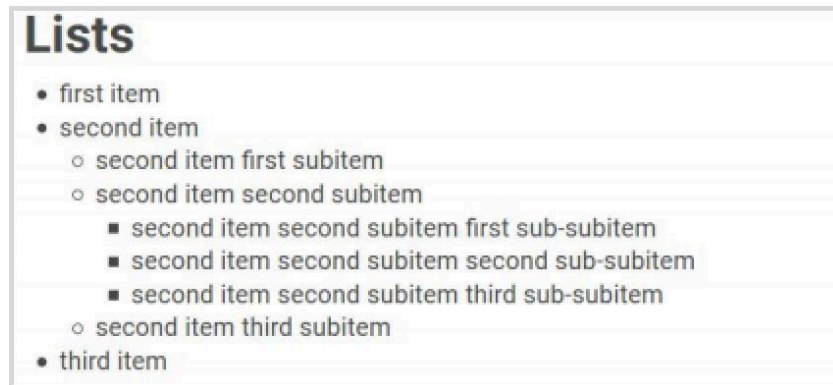 Lists
• first item
• second item
○ second item first subitem
○ second item second subitem
■ second item second subitem first sub-subitem
■ second item second subitem second sub-subitem
■ second item second subitem third sub-subitem
○ second item third subitem
• third item